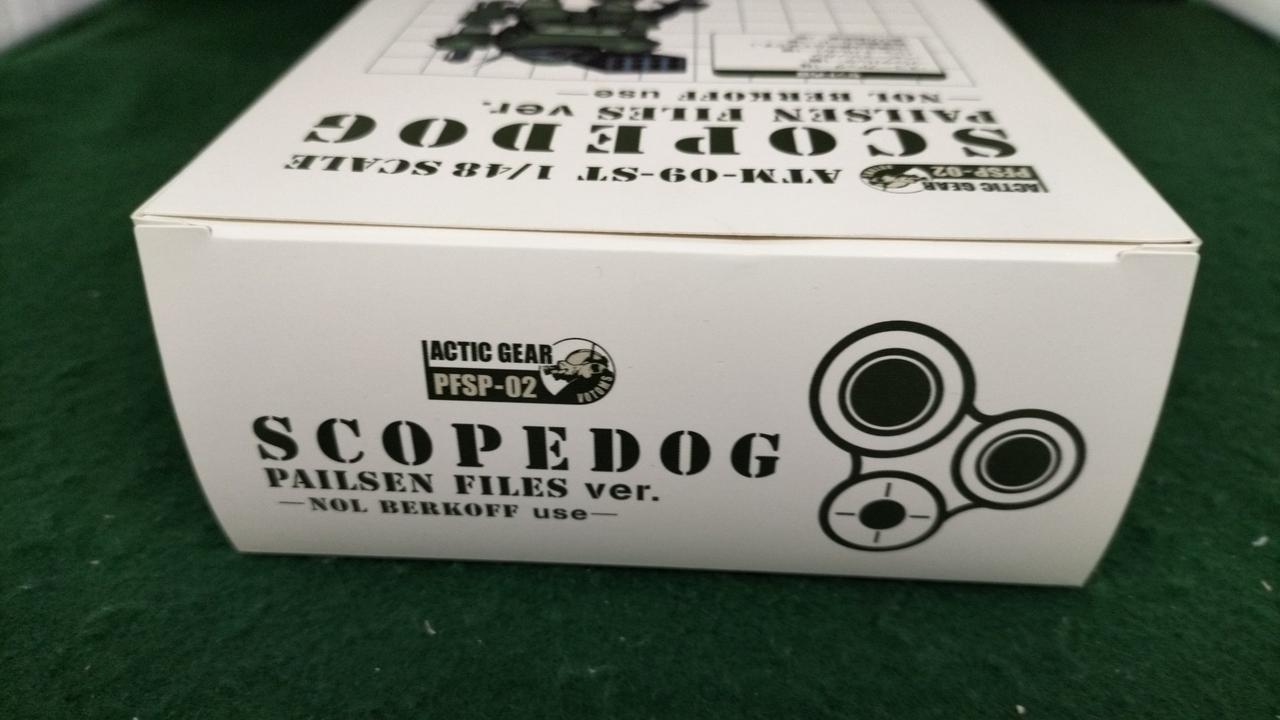 NOL BERKOFF use
PAILSEN FILES ver.
SCOPEDOG
ATM-09-ST 1/48 SCALE
ACTIC GEAR
PFSP-02
ACTIC GEAR
PFSP-02
VOTOMS
SCOPEDOG
PAILSEN FILES ver.
—NOL BERKOFF use—